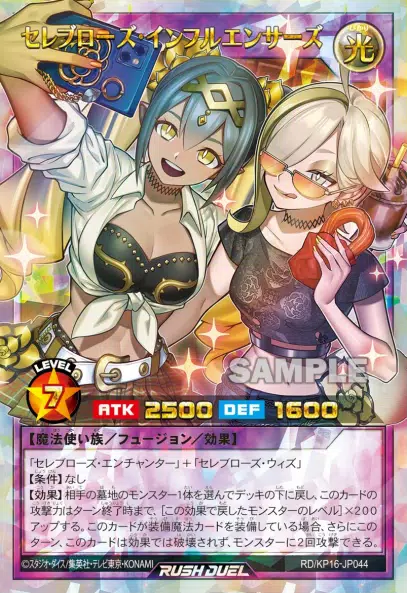 セレブローズ・インフルエンサーズ
光
LEVEL
7
SAMPLE
ATK 2500 DEF 1600
【魔法使い族／フュージョン／効果】
「セレブローズ・エンチャンター」+「セレブローズ・ウィズ」
【条件】なし
【効果】相手の墓地のモンスター1体を選んでデッキの下に戻し、このカードの
攻撃力はターン終了時まで、［この効果で戻したモンスターのレベル］×200
アップする。このカードが装備魔法カードを装備している場合、さらにこの
ターン、このカードは効果では破壊されず、モンスターに2回攻撃できる。
©スタジオ・ダイス/集英社・テレビ東京・KONAMI
RUSH DUEL
RD/KP16-JP044